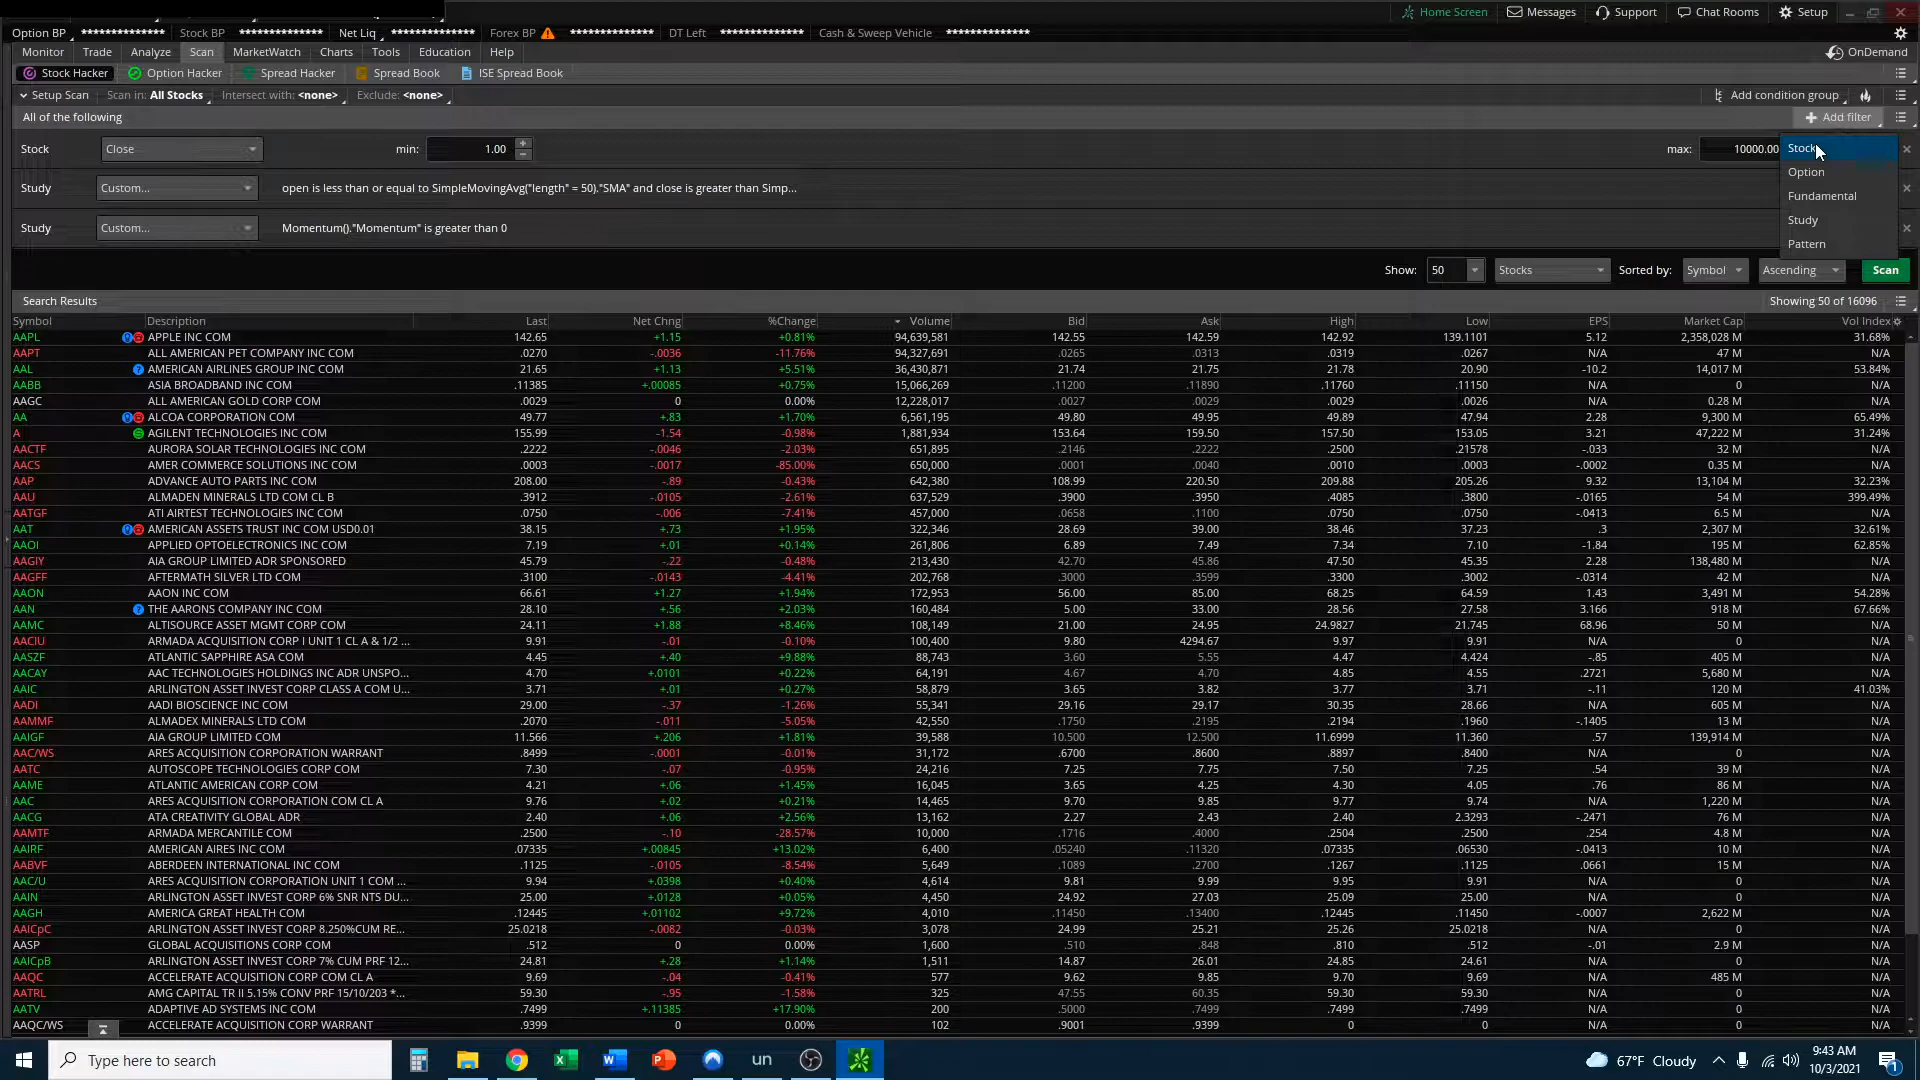 Home Screen Messages Support Chat Rooms Setup
Option BP ************** Stock BP ************** Net Liq ************** Forex BP ************** DT Left ************** Cash & Sweep Vehicle **************
Monitor Trade Analyze Scan MarketWatch Charts Tools Education Help OnDemand
Stock Hacker Option Hacker Spread Hacker Spread Book ISE Spread Book
Setup Scan Scan in: All Stocks Intersect with: <none> Exclude: <none> Add condition group
All of the following Add filter
Stock Close min: 1.00 max: 10000.00 Stock
Option
Study Custom... open is less than or equal to SimpleMovingAvg("length" = 50)."SMA" and close is greater than Simp... Fundamental
Study Custom... Momentum()."Momentum" is greater than 0 Study
Pattern
Show: 50 Stocks Sorted by: Symbol Ascending Scan
Search Results Showing 50 of 16096
Symbol Description Last Net Chng %Change Volume Bid Ask High Low EPS Market Cap Vol Index
AAPL APPLE INC COM 142.65 +1.15 +0.81% 94,639,581 142.55 142.59 142.92 139.1101 5.12 2,358,028 M 31.68%
AAPT ALL AMERICAN PET COMPANY INC COM .0270 -.0036 -11.76% 94,327,691 .0265 .0313 .0319 .0267 N/A 47 M N/A
AAL AMERICAN AIRLINES GROUP INC COM 21.65 +1.13 +5.51% 36,430,871 21.74 21.75 21.78 20.90 -10.2 14,017 M 53.84%
AABB ASIA BROADBAND INC COM .11385 +.00085 +0.75% 15,066,269 .11200 .11890 .11760 .11150 N/A 0 N/A
AAGC ALL AMERICAN GOLD CORP COM .0029 0 0.00% 12,228,017 .0027 .0029 .0029 .0026 N/A 0.28 M N/A
AA ALCOA CORPORATION COM 49.77 +.83 +1.70% 6,561,195 49.80 49.95 49.89 47.94 2.28 9,300 M 65.49%
A AGILENT TECHNOLOGIES INC COM 155.99 -1.54 -0.98% 1,881,934 153.64 159.50 157.50 153.05 3.21 47,222 M 31.24%
AACTF AURORA SOLAR TECHNOLOGIES INC COM .2222 -.0046 -2.03% 651,895 .2146 .2222 .2500 .21578 -.033 32 M N/A
AACS AMER COMMERCE SOLUTIONS INC COM .0003 -.0017 -85.00% 650,000 .0001 .0040 .0010 .0003 -.0002 0.35 M N/A
AAP ADVANCE AUTO PARTS INC COM 208.00 -.89 -0.43% 642,380 108.99 220.50 209.88 205.26 9.32 13,104 M 32.23%
AAU ALMADEN MINERALS LTD COM CL B .3912 -.0105 -2.61% 637,529 .3900 .3950 .4085 .3800 -.0165 54 M 399.49%
AATGF ATI AIRTEST TECHNOLOGIES INC COM .0750 -.006 -7.41% 457,000 .0658 .1100 .0750 .0750 -.0413 6.5 M N/A
AAT AMERICAN ASSETS TRUST INC COM USD0.01 38.15 +.73 +1.95% 322,346 28.69 39.00 38.46 37.23 .3 2,307 M 32.61%
AAOI APPLIED OPTOELECTRONICS INC COM 7.19 +.01 +0.14% 261,806 6.89 7.49 7.34 7.10 -1.84 195 M 62.85%
AAGIY AIA GROUP LIMITED ADR SPONSORED 45.79 -.22 -0.48% 213,430 42.70 45.86 47.50 45.35 2.28 138,480 M N/A
AAGFF AFTERMATH SILVER LTD COM .3100 -.0143 -4.41% 202,768 .3000 .3599 .3300 .3002 -.0314 42 M N/A
AAON AAON INC COM 66.61 +1.27 +1.94% 172,953 56.00 85.00 68.25 64.59 1.43 3,491 M 54.28%
AAN THE AARONS COMPANY INC COM 28.10 +.56 +2.03% 160,484 5.00 33.00 28.56 27.58 3.166 918 M 67.66%
AAMC ALTISOURCE ASSET MGMT CORP COM 24.11 +1.88 +8.46% 108,149 21.00 24.95 24.9827 21.745 68.96 50 M N/A
AACIU ARMADA ACQUISITION CORP I UNIT 1 CL A & 1/2 ... 9.91 -.01 -0.10% 100,400 9.80 4294.67 9.97 9.91 N/A 0 N/A
AASZF ATLANTIC SAPPHIRE ASA COM 4.45 +.40 +9.88% 88,743 3.60 5.55 4.47 4.424 -.85 405 M N/A
AACAY AAC TECHNOLOGIES HOLDINGS INC ADR UNSPO... 4.70 +.0101 +0.22% 64,191 4.67 4.70 4.85 4.55 .2721 5,680 M N/A
AAIC ARLINGTON ASSET INVEST CORP CLASS A COM U... 3.71 +.01 +0.27% 58,879 3.65 3.82 3.77 3.71 -.11 120 M 41.03%
AADI AADI BIOSCIENCE INC COM 29.00 -.37 -1.26% 55,341 29.16 29.17 30.35 28.66 N/A 605 M N/A
AAMMF ALMADEX MINERALS LTD COM .2070 -.011 -5.05% 42,550 .1750 .2195 .2194 .1960 -.1405 13 M N/A
AAIGF AIA GROUP LIMITED COM 11.566 +.206 +1.81% 39,588 10.500 12.500 11.6999 11.360 .57 139,914 M N/A
AAC/WS ARES ACQUISITION CORPORATION WARRANT .8499 -.0001 -0.01% 31,172 .6700 .8600 .8897 .8400 N/A 0 N/A
AATC AUTOSCOPE TECHNOLOGIES CORP COM 7.30 -.07 -0.95% 24,216 7.25 7.75 7.50 7.25 .54 39 M N/A
AAME ATLANTIC AMERICAN CORP COM 4.21 +.06 +1.45% 16,045 3.65 4.25 4.30 4.05 .76 86 M N/A
AAC ARES ACQUISITION CORPORATION COM CL A 9.76 +.02 +0.21% 14,465 9.70 9.85 9.77 9.74 N/A 1,220 M N/A
AACG ATA CREATIVITY GLOBAL ADR 2.40 +.06 +2.56% 13,162 2.27 2.43 2.40 2.3293 -.2471 76 M N/A
AAMTF ARMADA MERCANTILE COM .2500 -.10 -28.57% 10,000 .1716 .4000 .2504 .2500 .254 4.8 M N/A
AAIRF AMERICAN AIRES INC COM .07335 +.00845 +13.02% 6,400 .05240 .11320 .07335 .06530 -.0413 10 M N/A
AABVF ABERDEEN INTERNATIONAL INC COM .1125 -.0105 -8.54% 5,649 .1089 .2700 .1267 .1125 .0661 15 M N/A
AAC/U ARES ACQUISITION CORPORATION UNIT 1 COM ... 9.94 +.0398 +0.40% 4,614 9.81 9.99 9.95 9.91 N/A 0 N/A
AAIN ARLINGTON ASSET INVEST CORP 6% SNR NTS DU... 25.00 +.0128 +0.05% 4,450 24.92 27.03 25.09 25.00 N/A 0 N/A
AAGH AMERICA GREAT HEALTH COM .12445 +.01102 +9.72% 4,010 .11450 .13400 .12445 .11450 -.0007 2,622 M N/A
AAICpC ARLINGTON ASSET INVEST CORP 8.250%CUM RE... 25.0218 -.0082 -0.03% 3,078 24.99 25.21 25.26 25.0218 N/A 0 N/A
AASP GLOBAL ACQUISITIONS CORP COM .512 0 0.00% 1,600 .510 .848 .810 .512 -.01 2.9 M N/A
AAICpB ARLINGTON ASSET INVEST CORP 7% CUM PRF 12... 24.81 +.28 +1.14% 1,511 14.87 26.01 24.85 24.61 N/A 0 N/A
AAQC ACCELERATE ACQUISITION CORP COM CL A 9.69 -.04 -0.41% 577 9.62 9.85 9.70 9.69 N/A 485 M N/A
AATRL AMG CAPITAL TR II 5.15% CONV PRF 15/10/203 *... 59.30 -.95 -1.58% 325 47.55 60.35 59.30 59.30 N/A 0 N/A
AATV ADAPTIVE AD SYSTEMS INC COM .7499 +.11385 +17.90% 200 .5000 .7499 .7499 .7499 N/A 0 N/A
AAQC/WS ACCELERATE ACQUISITION CORP WARRANT .9399 0 0.00% 102 .9001 .9399 0 0 N/A 0 N/A
Type here to search un 67°F Cloudy 9:43 AM
10/3/2021 1